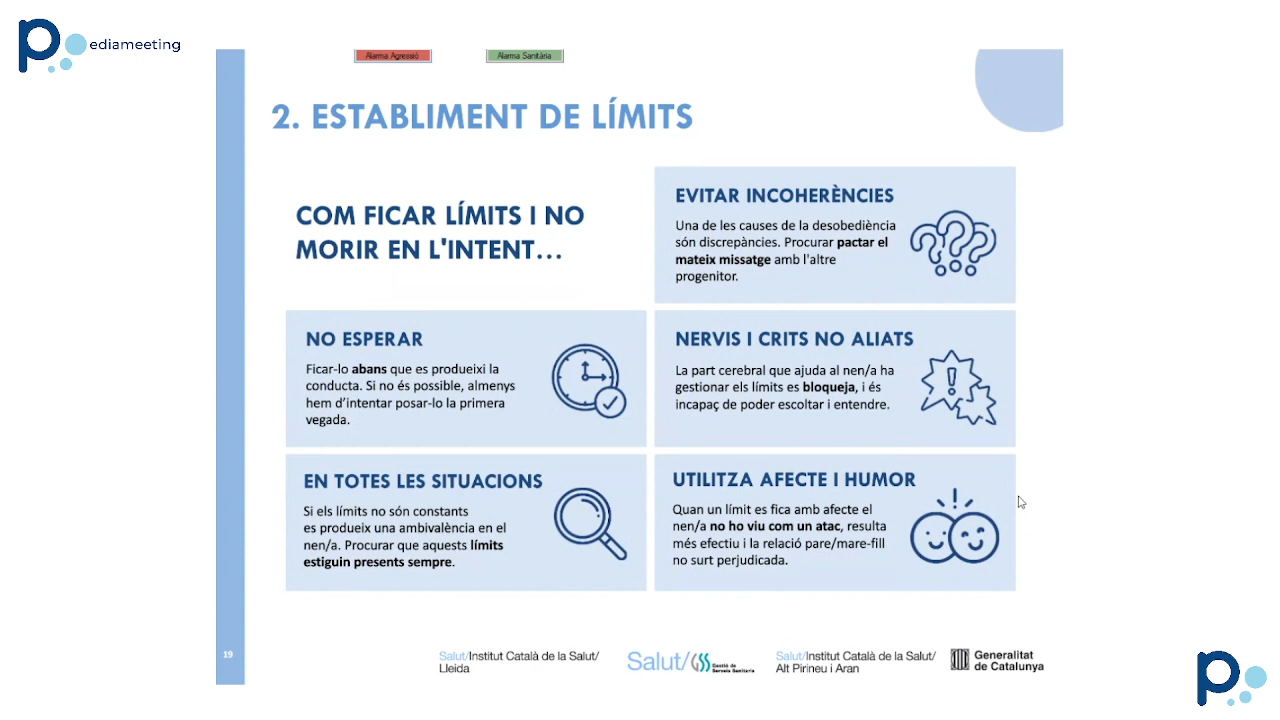 Pediameeting
Alarma Agressió
Alarma Sanitària
2. ESTABLIMENT DE LÍMITS
COM FICAR LÍMITS I NO
MORIR EN L'INTENT...
EVITAR INCOHERÈNCIES
Una de les causes de la desobediència
són discrepàncies. Procurar pactar el
mateix missatge amb l'altre
progenitor.
NO ESPERAR
Ficar-lo abans que es produeixi la
conducta. Si no és possible, almenys
hem d'intentar posar-lo la primera
vegada.
NERVIS I CRITS NO ALIATS
La part cerebral que ajuda al nen/a ha
gestionar els límits es bloqueja, i és
incapaç de poder escoltar i entendre.
EN TOTES LES SITUACIONS
Si els límits no són constants
es produeix una ambivalència en el
nen/a. Procurar que aquests límits
estiguin presents sempre.
UTILITZA AFECTE I HUMOR
Quan un límit es fica amb afecte el
nen/a no ho viu com un atac, resulta
més efectiu i la relació pare/mare-fill
no surt perjudicada.
19
Salut/Institut Català de la Salut/
Lleida
Salut/GSS Gestió de
Serveis Sanitaris
Salut/Institut Català de la Salut/
Alt Pirineu i Aran
Generalitat
de Catalunya
P